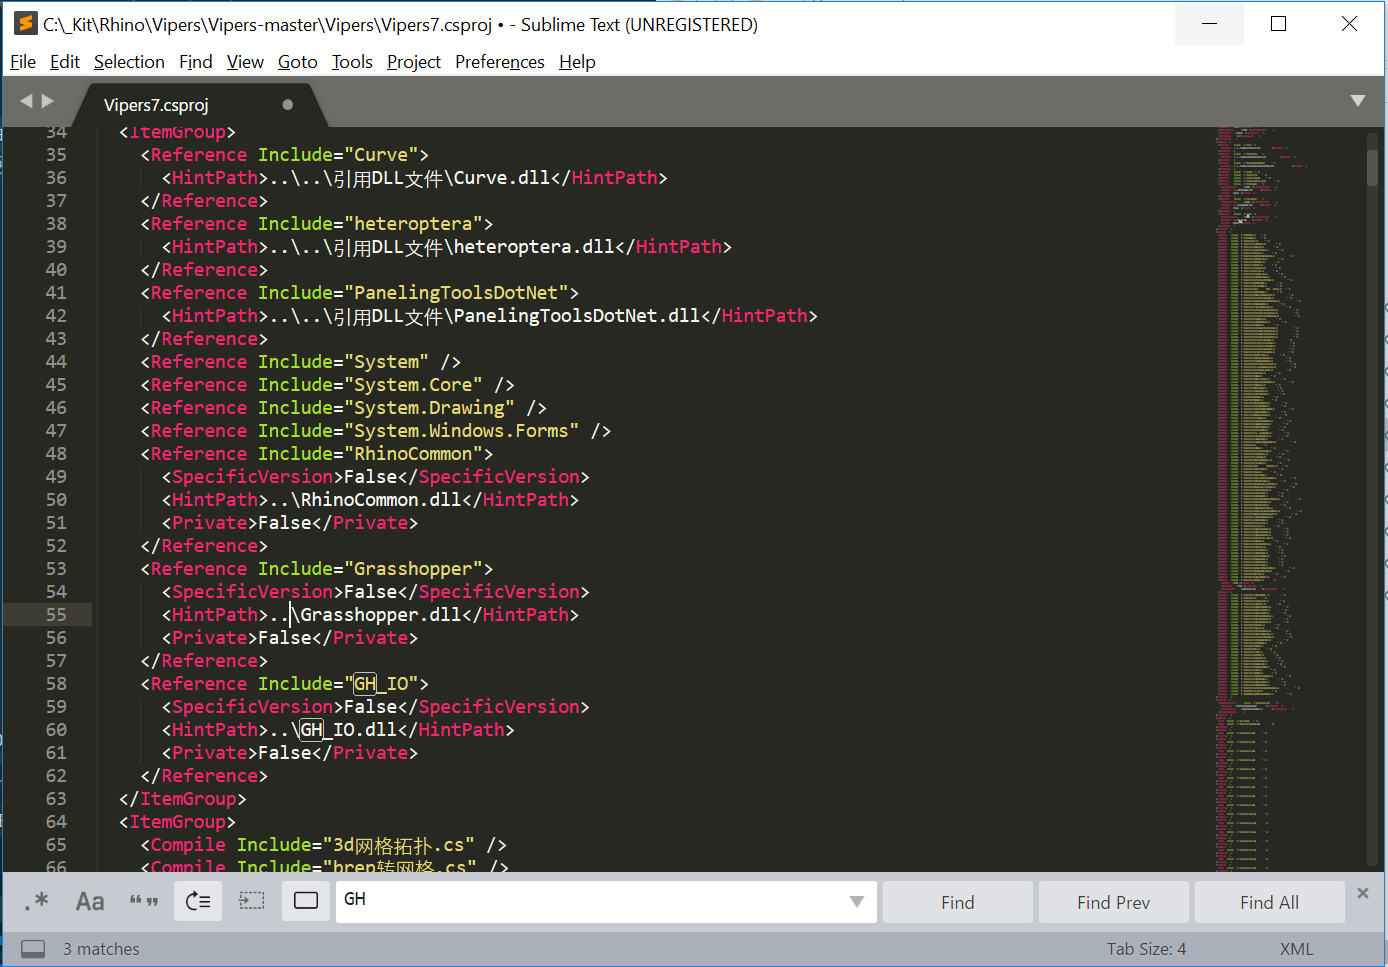 C:\_Kit\Rhino\Vipers\Vipers-master\Vipers\Vipers7.csproj • - Sublime Text (UNREGISTERED)
File Edit Selection Find View Goto Tools Project Preferences Help
Vipers7.csproj
34 <ItemGroup>
35 <Reference Include="Curve">
36 <HintPath>..\..\引用DLL文件\Curve.dll</HintPath>
37 </Reference>
38 <Reference Include="heteroptera">
39 <HintPath>..\..\引用DLL文件\heteroptera.dll</HintPath>
40 </Reference>
41 <Reference Include="PanelingToolsDotNet">
42 <HintPath>..\..\引用DLL文件\PanelingToolsDotNet.dll</HintPath>
43 </Reference>
44 <Reference Include="System" />
45 <Reference Include="System.Core" />
46 <Reference Include="System.Drawing" />
47 <Reference Include="System.Windows.Forms" />
48 <Reference Include="RhinoCommon">
49 <SpecificVersion>False</SpecificVersion>
50 <HintPath>..\RhinoCommon.dll</HintPath>
51 <Private>False</Private>
52 </Reference>
53 <Reference Include="Grasshopper">
54 <SpecificVersion>False</SpecificVersion>
55 <HintPath>..\Grasshopper.dll</HintPath>
56 <Private>False</Private>
57 </Reference>
58 <Reference Include="GH_IO">
59 <SpecificVersion>False</SpecificVersion>
60 <HintPath>..\GH_IO.dll</HintPath>
61 <Private>False</Private>
62 </Reference>
63 </ItemGroup>
64 <ItemGroup>
65 <Compile Include="3d网格拓扑.cs" />
66 <Compile Include="brep转网格.cs" />
.* Aa “” GH Find Find Prev Find All
3 matches Tab Size: 4 XML